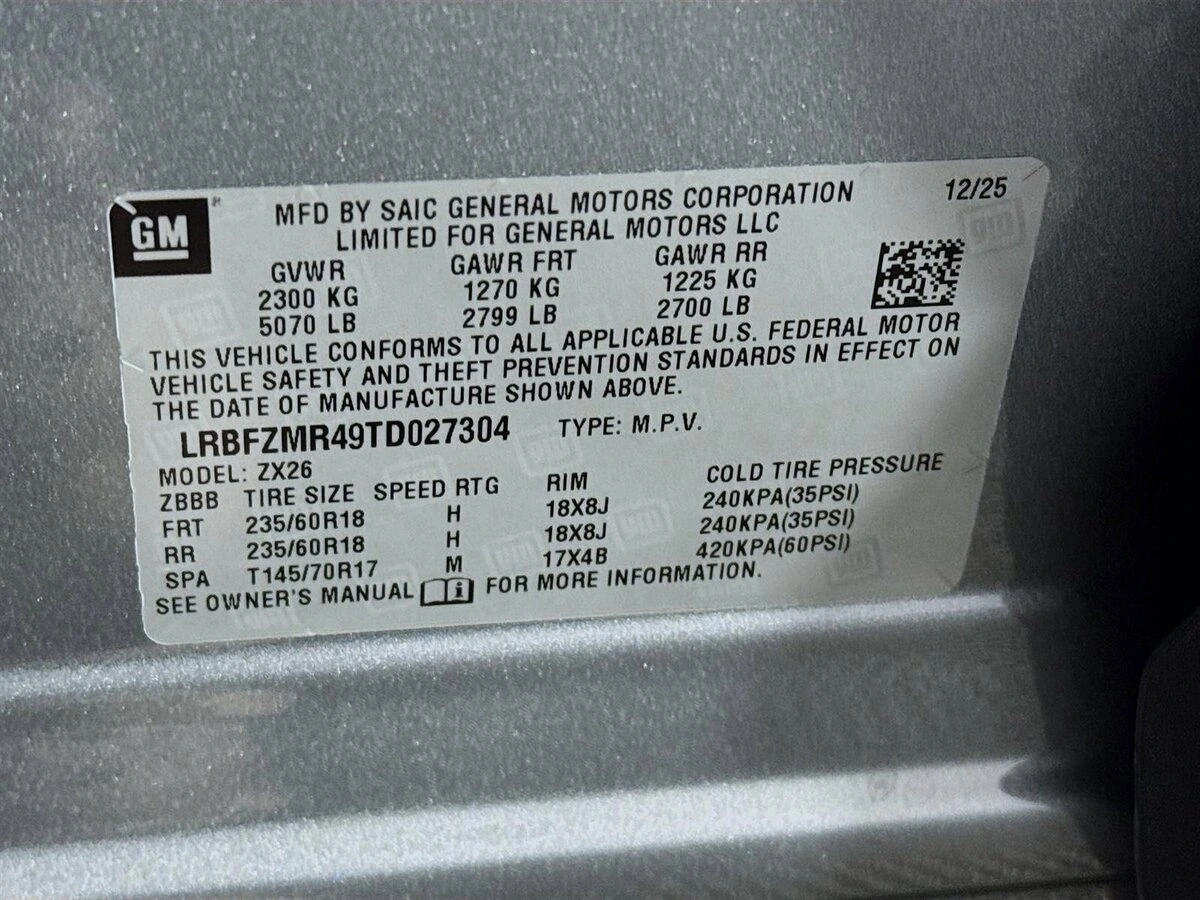 GM
MFD BY SAIC GENERAL MOTORS CORPORATION
LIMITED FOR GENERAL MOTORS LLC
12/25
GVWR GAWR FRT GAWR RR
2300 KG 1270 KG 1225 KG
5070 LB 2799 LB 2700 LB
THIS VEHICLE CONFORMS TO ALL APPLICABLE U.S. FEDERAL MOTOR
VEHICLE SAFETY AND THEFT PREVENTION STANDARDS IN EFFECT ON
THE DATE OF MANUFACTURE SHOWN ABOVE.
LRBFZMR49TD027304 TYPE: M.P.V.
MODEL: ZX26
ZBBB TIRE SIZE SPEED RTG RIM COLD TIRE PRESSURE
FRT 235/60R18 H 18X8J 240KPA(35PSI)
RR 235/60R18 H 18X8J 240KPA(35PSI)
SPA T145/70R17 M 17X4B 420KPA(60PSI)
SEE OWNER'S MANUAL i FOR MORE INFORMATION.